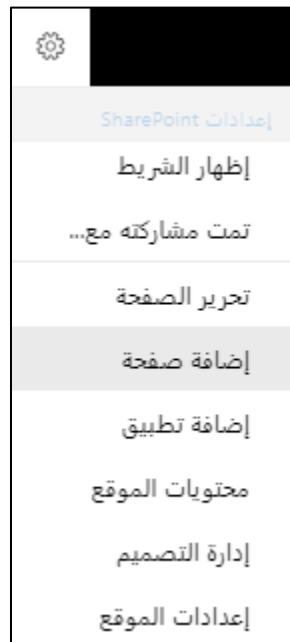 إعدادات SharePoint
إظهار الشريط
تمت مشاركته مع...
تحرير الصفحة
إضافة صفحة
إضافة تطبيق
محتويات الموقع
إدارة التصميم
إعدادات الموقع